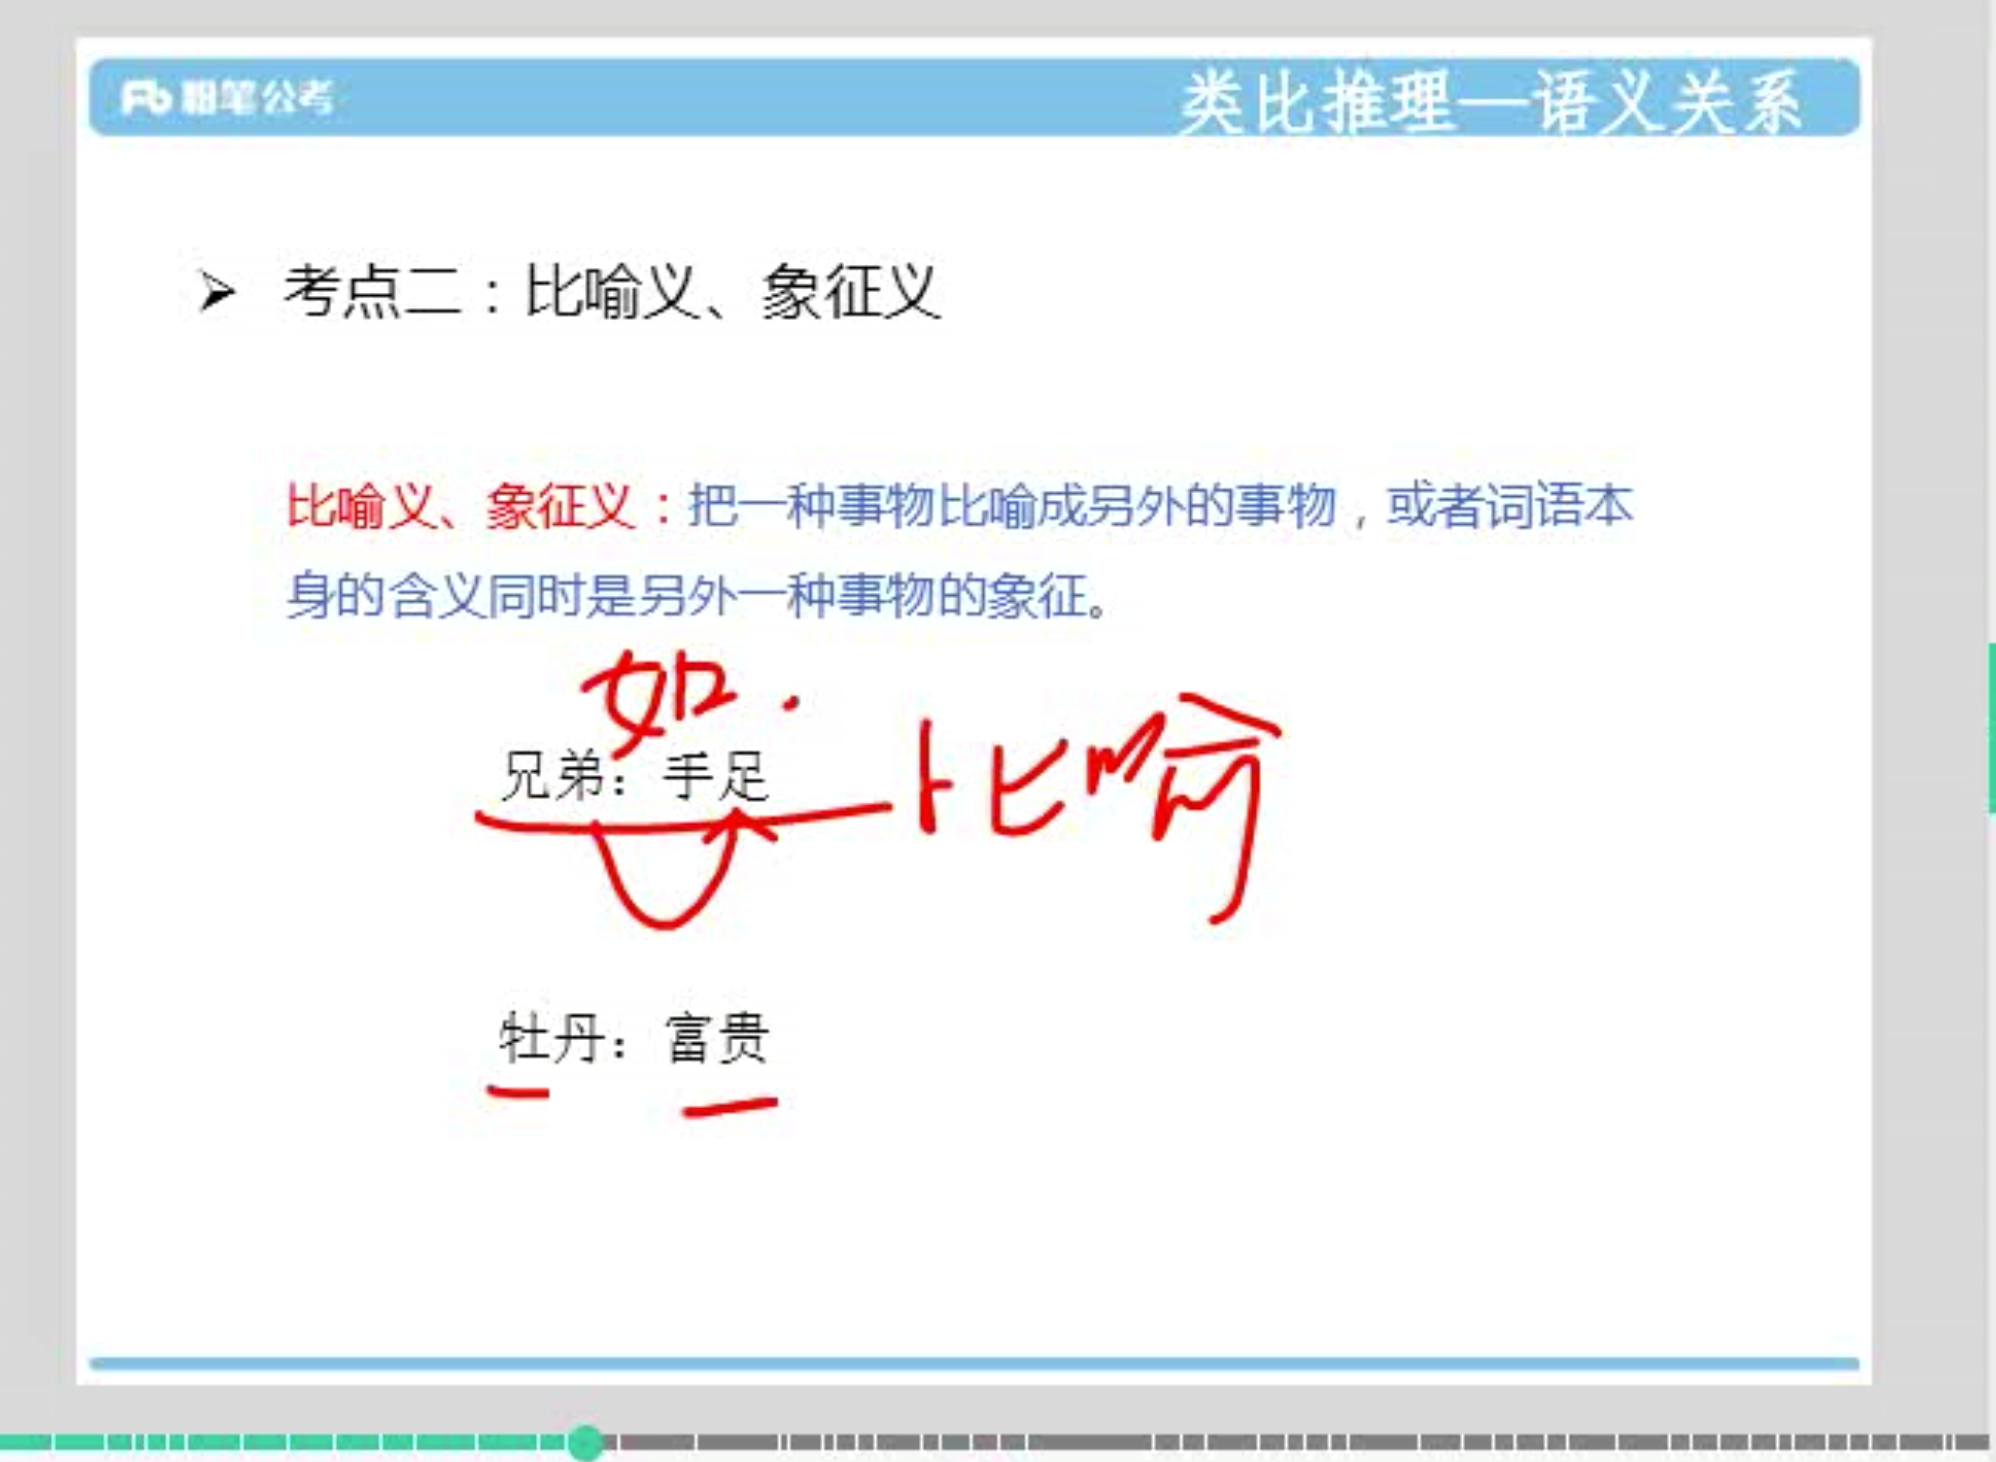 粉笔公考
类比推理—语义关系
考点二：比喻义、象征义
比喻义、象征义：把一种事物比喻成另外的事物，或者词语本
身的含义同时是另外一种事物的象征。
如
兄弟：手足
比喻
牡丹：富贵